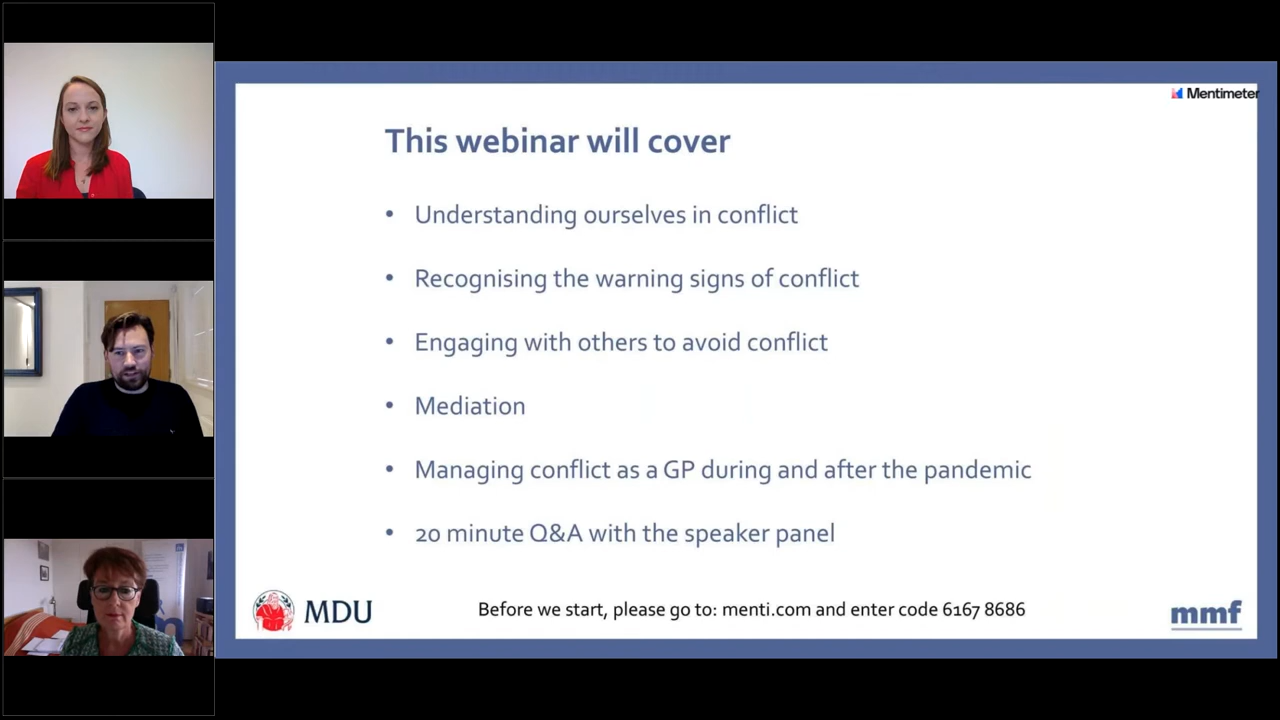 Mentimeter
This webinar will cover
• Understanding ourselves in conflict
• Recognising the warning signs of conflict
• Engaging with others to avoid conflict
• Mediation
• Managing conflict as a GP during and after the pandemic
• 20 minute Q&A with the speaker panel
MDU
Before we start, please go to: menti.com and enter code 6167 8686
mmf